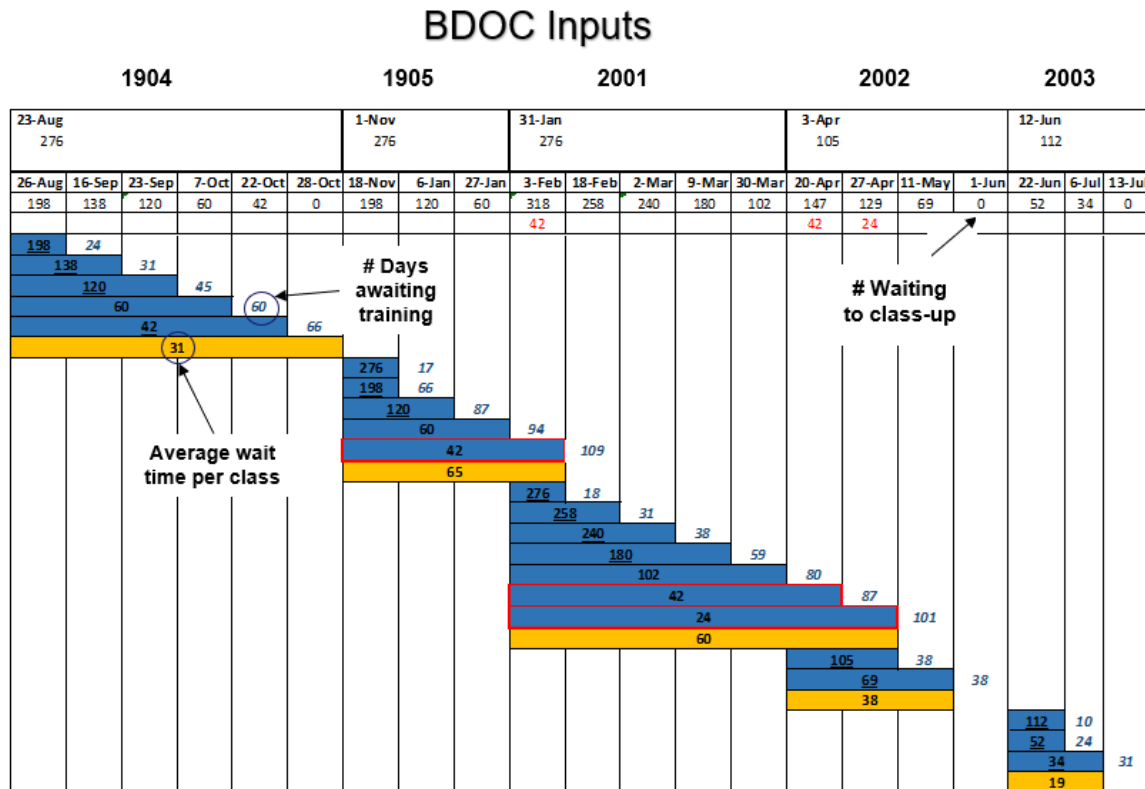 BDOC Inputs
1904 1905 2001 2002 2003
23-Aug 1-Nov 31-Jan 3-Apr 12-Jun
276 276 276 105 112
26-Aug 16-Sep 23-Sep 7-Oct 22-Oct 28-Oct 18-Nov 6-Jan 27-Jan 3-Feb 18-Feb 2-Mar 9-Mar 30-Mar 20-Apr 27-Apr 11-May 1-Jun 22-Jun 6-Jul 13-Jul
198 138 120 60 42 0 198 120 60 318 258 240 180 102 147 129 69 0 52 34 0
42 42 24
198 24
138 31
120 45
60 60
42 66
31
# Days
awaiting
training
# Waiting
to class-up
Average wait
time per class
276 17
198 66
120 87
60 94
42 109
65
276 18
258 31
240 38
180 59
102 80
42 87
24 101
60
105 38
69 38
38
112 10
52 24
34 31
19